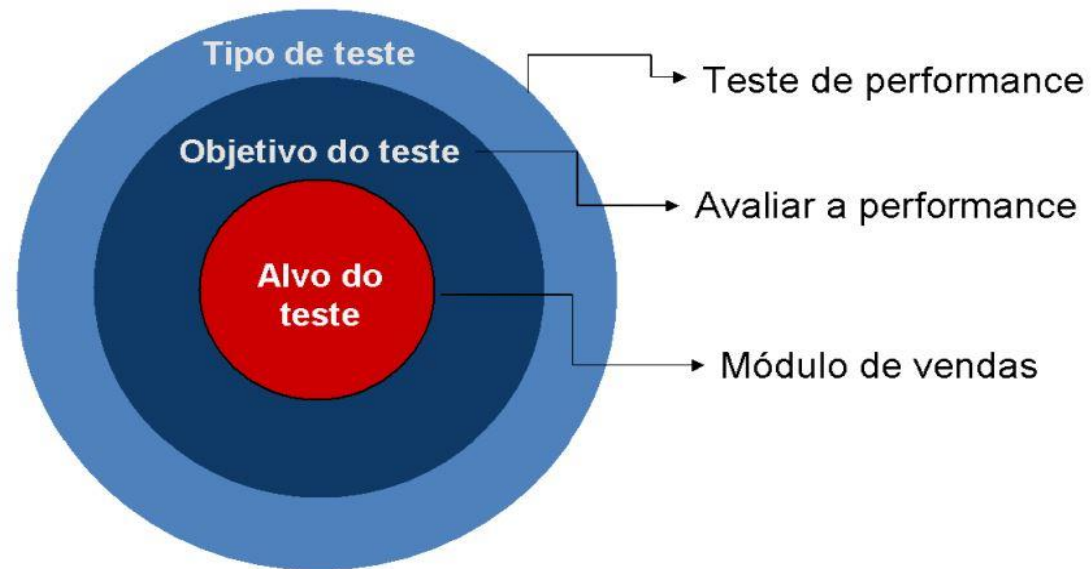 Tipo de teste
Teste de performance
Objetivo do teste
Avaliar a performance
Alvo do
teste
Módulo de vendas